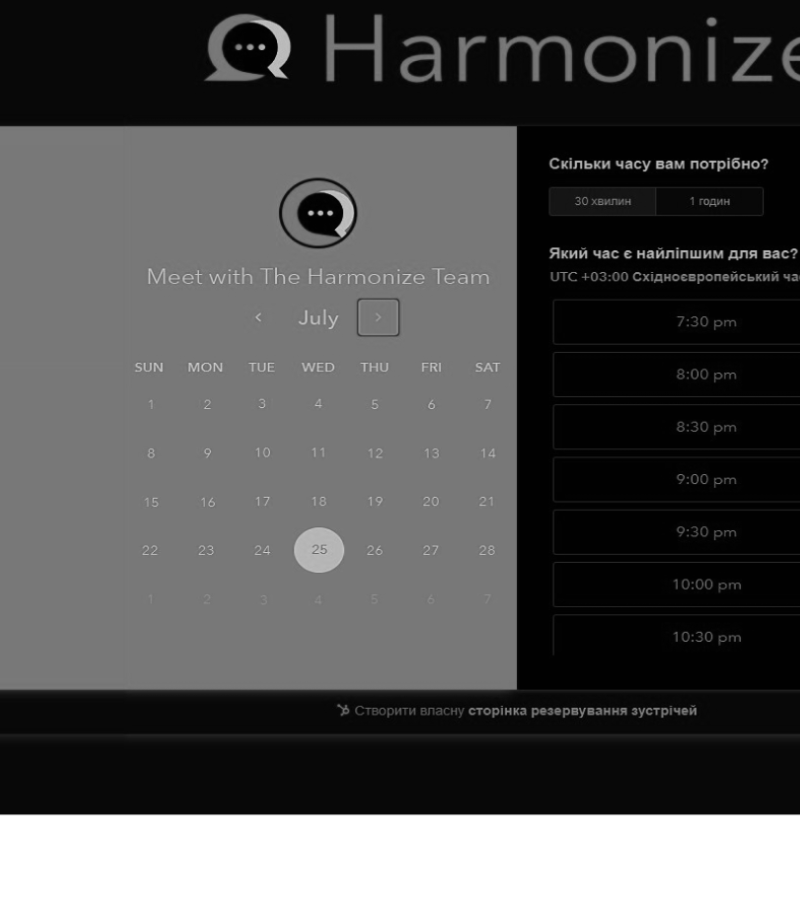 Harmonize
Meet with The Harmonize Team
July
SUN MON TUE WED THU FRI SAT
1 2 3 4 5 6 7
8 9 10 11 12 13 14
15 16 17 18 19 20 21
22 23 24 25 26 27 28
1 2 3 4 5 6 7
Скільки часу вам потрібно?
30 хвилин 1 годин
Який час є найліпшим для вас?
UTC +03:00 Східноєвропейський
7:30 pm
8:00 pm
8:30 pm
9:00 pm
9:30 pm
10:00 pm
10:30 pm
Створити власну сторінка резервування зустрічей